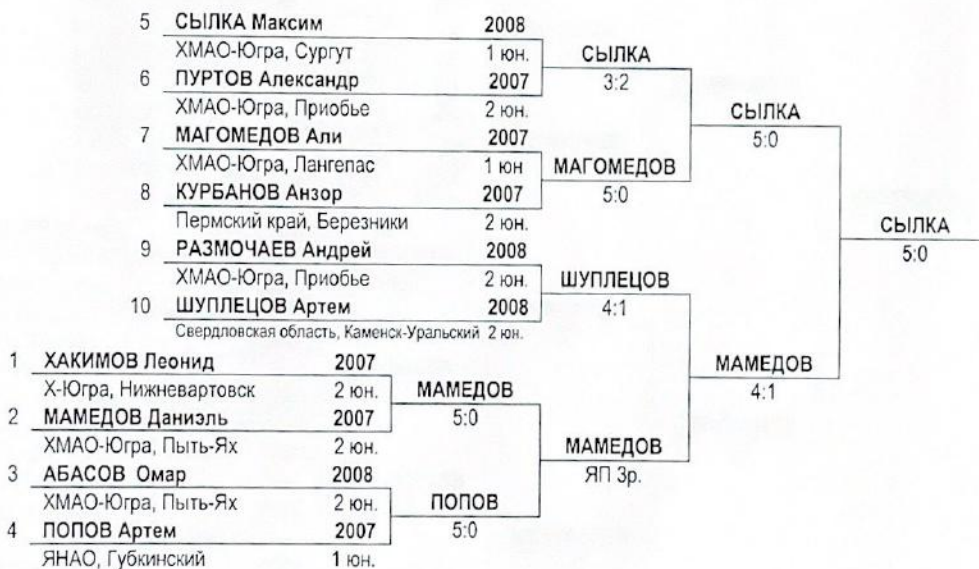 5 СЫЛКА Максим 2008
ХМАО-Югра, Сургут 1 юн. СЫЛКА
6 ПУРТОВ Александр 2007 3:2
ХМАО-Югра, Приобье 2 юн. СЫЛКА
7 МАГОМЕДОВ Али 2007 5:0
ХМАО-Югра, Лангепас 1 юн МАГОМЕДОВ
8 КУРБАНОВ Анзор 2007 5:0
Пермский край, Березники 2 юн. СЫЛКА
9 РАЗМОЧАЕВ Андрей 2008 5:0
ХМАО-Югра, Приобье 2 юн. ШУПЛЕЦОВ
10 ШУПЛЕЦОВ Артем 2008 4:1
Свердловская область, Каменск-Уральский 2 юн.
1 ХАКИМОВ Леонид 2007 МАМЕДОВ
Х-Югра, Нижневартовск 2 юн. МАМЕДОВ 4:1
2 МАМЕДОВ Даниэль 2007 5:0
ХМАО-Югра, Пыть-Ях 2 юн. МАМЕДОВ
3 АБАСОВ Омар 2008 ЯП 3р.
ХМАО-Югра, Пыть-Ях 2 юн. ПОПОВ
4 ПОПОВ Артем 2007 5:0
ЯНАО, Губкинский 1 юн.